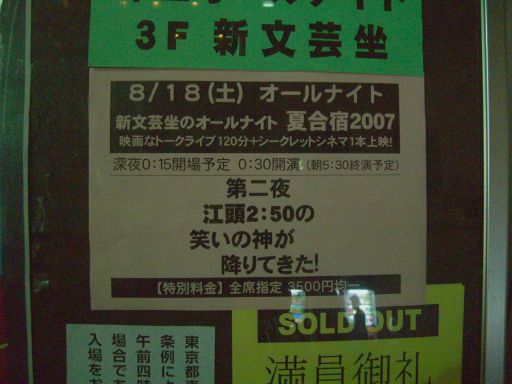 3F 新文芸坐
8/18(土) オールナイト
新文芸坐のオールナイト 夏合宿2007
映画なトークライブ120分+シークレットシネマ1本上映!
深夜0:15開場予定 0:30開演 (朝5:30終演予定)
第二夜
江頭2:50の
笑いの神が
降りてきた!
【特別料金】 全席指定 3500円均一
SOLD OUT
満員御礼
東京都
条例によ
午前四時
場合であ
入場をお